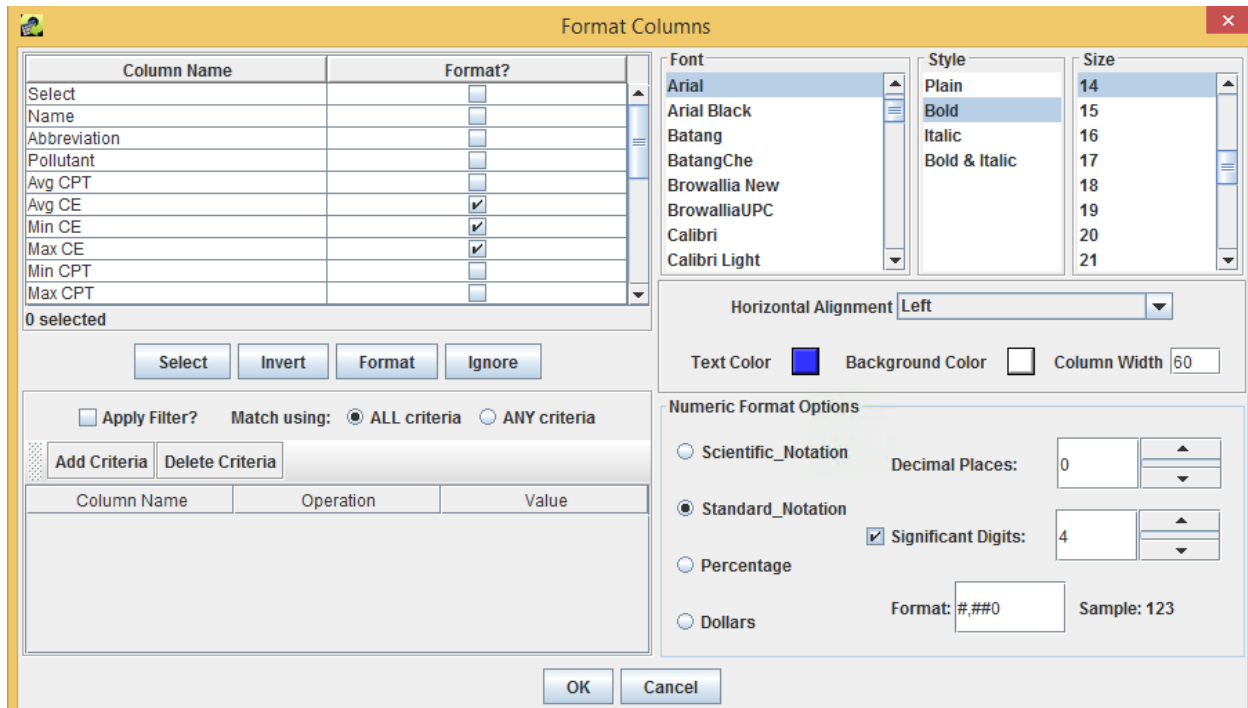 Format Columns
Column Name Format?
Select
Name
Abbreviation
Pollutant
Avg CPT
Avg CE
Min CE
Max CE
Min CPT
Max CPT
0 selected
Select Invert Format Ignore
Apply Filter? Match using: ALL criteria ANY criteria
Add Criteria Delete Criteria
Column Name Operation Value
Font
Arial
Arial Black
Batang
BatangChe
Browallia New
BrowalliaUPC
Calibri
Calibri Light
Style
Plain
Bold
Italic
Bold & Italic
Size
14
15
16
17
18
19
20
21
Horizontal Alignment Left
Text Color Background Color Column Width 60
Numeric Format Options
Scientific_Notation
Standard_Notation
Percentage
Dollars
Decimal Places: 0
Significant Digits: 4
Format: #,##0 Sample: 123
OK Cancel